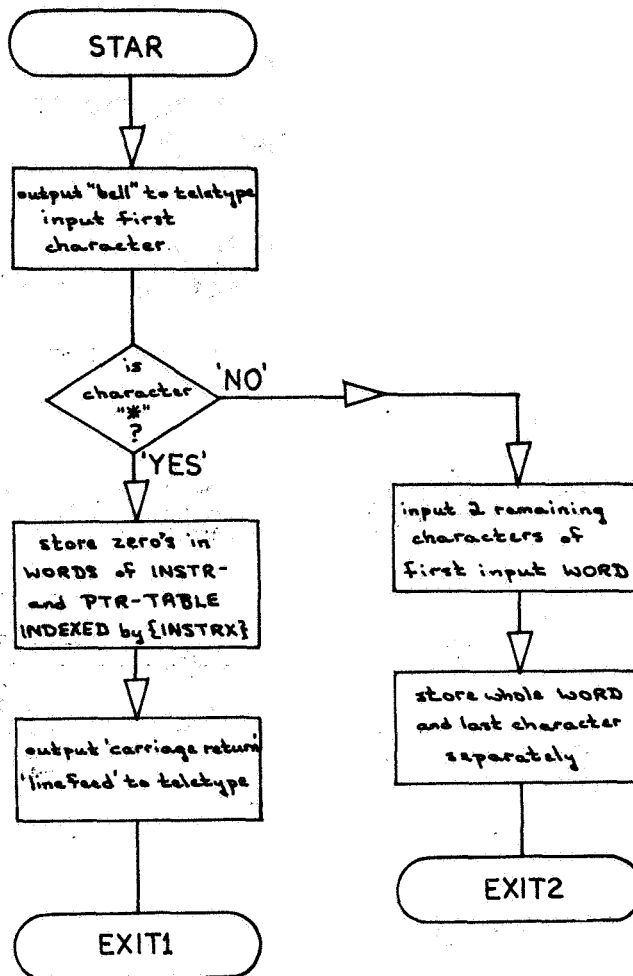 STAR
output "bell" to teletype
input first
character
is
character
"*"
?
'NO'
'YES'
store zero's in
WORDS of INSTR-
and PTR-TABLE
INDEXED by {INSTRX}
output 'carriage return'
'linefeed' to teletype
EXIT1
input 2 remaining
characters of
first input WORD
store whole WORD
and last character
separately
EXIT2